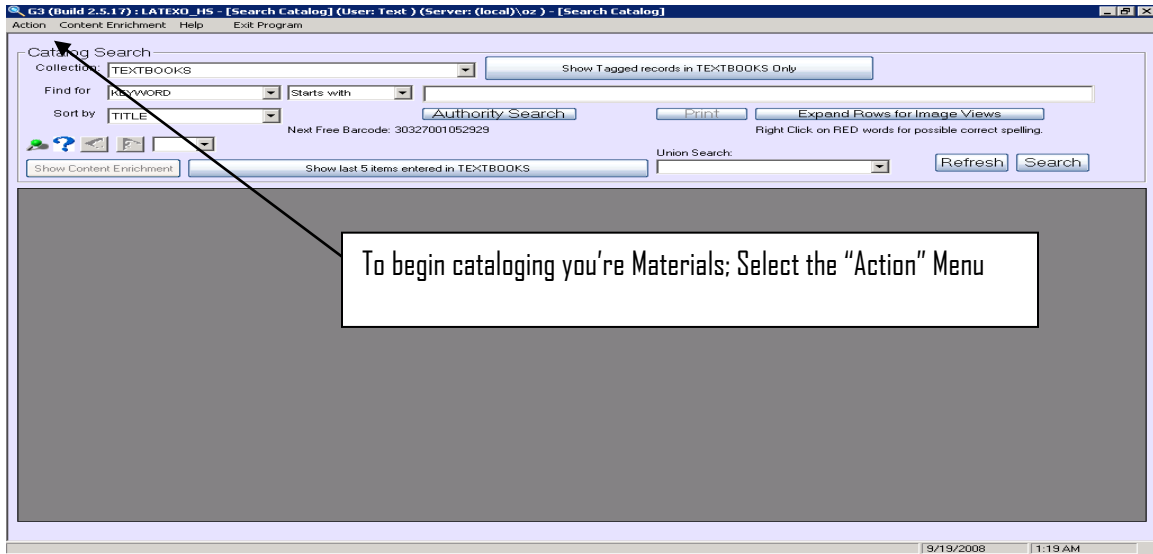 G3 (Build 2.5.17) : LATEXO_HS - [Search Catalog] (User: Text ) (Server: (local)\oz ) - [Search Catalog]
Action Content Enrichment Help Exit Program
Catalog Search
Collection: TEXTBOOKS Show Tagged records in TEXTBOOKS Only
Find for KEYWORD Starts with
Sort by TITLE Authority Search Print Expand Rows for Image Views
Next Free Barcode: 30327001052929 Right Click on RED words for possible correct spelling.
Union Search:
Show Content Enrichment Show last 5 items entered in TEXTBOOKS Refresh Search
To begin cataloging you're Materials; Select the “Action” Menu
9/19/2008 1:19 AM